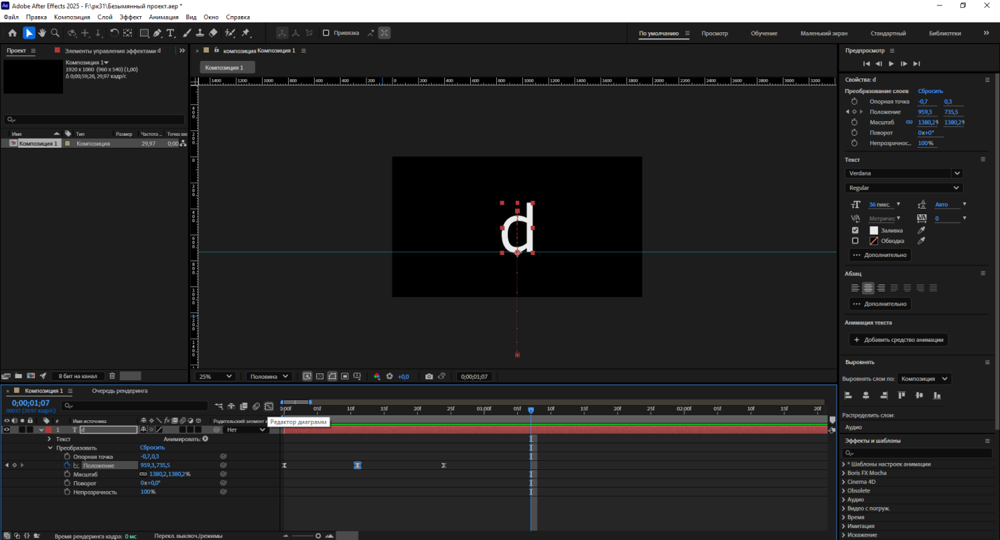 Adobe After Effects 2025 - F:\рк31\Безымянный проект.aep *
Файл Правка Композиция Слой Эффект Анимация Вид Окно Справка
Привязка
По умолчанию Просмотр Обучение Маленький экран Стандартный Библиотеки
Проект Элементы управления эффектами d
Композиция 1
1920 x 1080 (960 x 540) (1,00)
Δ 0;00;59;28, 29,97 кадр/с
Имя Тип Размер Частота ... Точка вх
Композиция 1 Композиция 29,97 0;00
8 бит на канал
композиция Композиция 1
Композиция 1
1400 1200 1000 800 600 400 200 0 200 400 600 800 1000 1200 1400 1600 1800 2000 2200 2400 2600 2800 3000 3200
d
25% Половина +0,0 0;00;01;07
Предпросмотр
Свойства: d
Преобразование слоев Сбросить
Опорная точка -0,7 0,3
Положение 959,3 735,5
Масштаб 1380,29 1380,29
Поворот 0x+0°
Непрозрачнос... 100%
Текст
Verdana
Regular
36 пикс. Авто
Метричес 0
Заливка
Обводка
Дополнительно
Абзац
Дополнительно
Анимация текста
+ Добавить средство анимации
Выровнять
Выровнять слои по: Композиция
Распределить слои:
Аудио
Эффекты и шаблоны
* Шаблоны настроек анимации
Boris FX Mocha
Cinema 4D
Obsolete
Аудио
Видео с погруж.
Время
Имитация
Искажение
Композиция 1 Очередь рендеринга
0;00;01;07
00037 (29.97 кадр/с)
0:00f 05f 10f 15f 20f 25f 01:00f 05f 10f 15f 20f 25f 02:00f 05f 10f 15f 20f
# Имя источника Родительский элемент и
Редактор диаграмм
1 T d Нет
Текст Анимировать:
Преобразовать Сбросить
Опорная точка -0,7,0,3
Положение 959,3,735,5
Масштаб 1380,2,1380,2%
Поворот 0x+0,0°
Непрозрачность 100%
Время рендеринга кадра: 0 мс Перекл. выключ./режимы